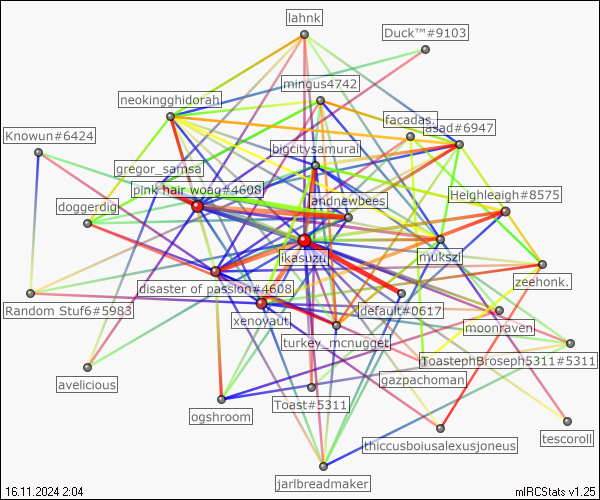 lahnk
Duck™#9103
mingus4742
neokingghidorah
facadas.
asad#6947
Knowun#6424
bigcitysamurai
gregor_samsa
pink hair woag#4608
Heighleaigh#8575
landnewbees
doggerdig
ikasuzu
mukszi
zeehonk.
disaster of passion#4608
Random Stuf6#5983
default#0617
xenovaut
moonraven
turkey_mcnugget
ToastephBroseph5311#5311
avelicious
gazpachoman
Toast#5311
ogshroom
tescoroll
thiccusboiusalexusjoneus
jarlbreadmaker
16.11.2024 2:04
mIRCStats v1.25